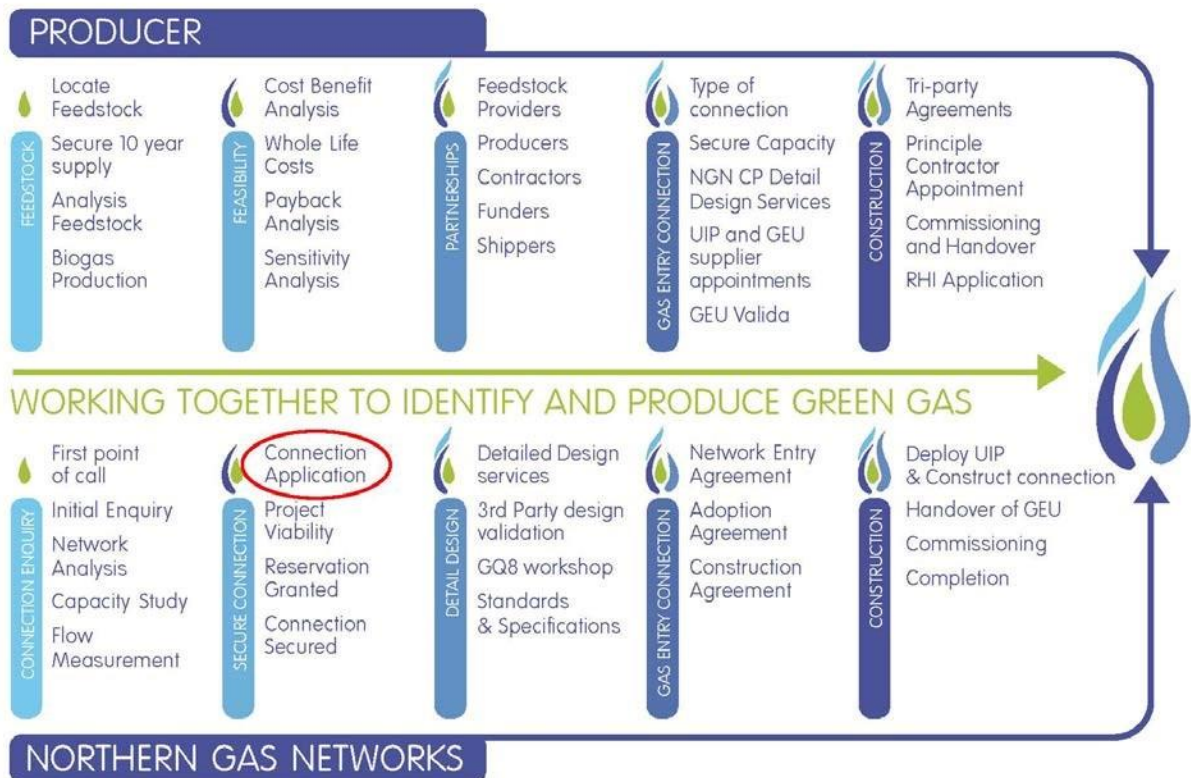 PRODUCER
FEEDSTOCK
Locate
Feedstock
Secure 10 year
supply
Analysis
Feedstock
Biogas
Production
FEASIBILITY
Cost Benefit
Analysis
Whole Life
Costs
Payback
Analysis
Sensitivity
Analysis
PARTNERSHIPS
Feedstock
Providers
Producers
Contractors
Funders
Shippers
GAS ENTRY CONNECTION
Type of
connection
Secure Capacity
NGN CP Detail
Design Services
UIP and GEU
supplier
appointments
GEU Valida
CONSTRUCTION
Tri-party
Agreements
Principle
Contractor
Appointment
Commissioning
and Handover
RHI Application
WORKING TOGETHER TO IDENTIFY AND PRODUCE GREEN GAS
CONNECTION ENQUIRY
First point
of call
Initial Enquiry
Network
Analysis
Capacity Study
Flow
Measurement
SECURE CONNECTION
Connection
Application
Project
Viability
Reservation
Granted
Connection
Secured
DETAIL DESIGN
Detailed Design
services
3rd Party design
validation
GQ8 workshop
Standards
& Specifications
GAS ENTRY CONNECTION
Network Entry
Agreement
Adoption
Agreement
Construction
Agreement
CONSTRUCTION
Deploy UIP
& Construct connection
Handover of GEU
Commissioning
Completion
NORTHERN GAS NETWORKS